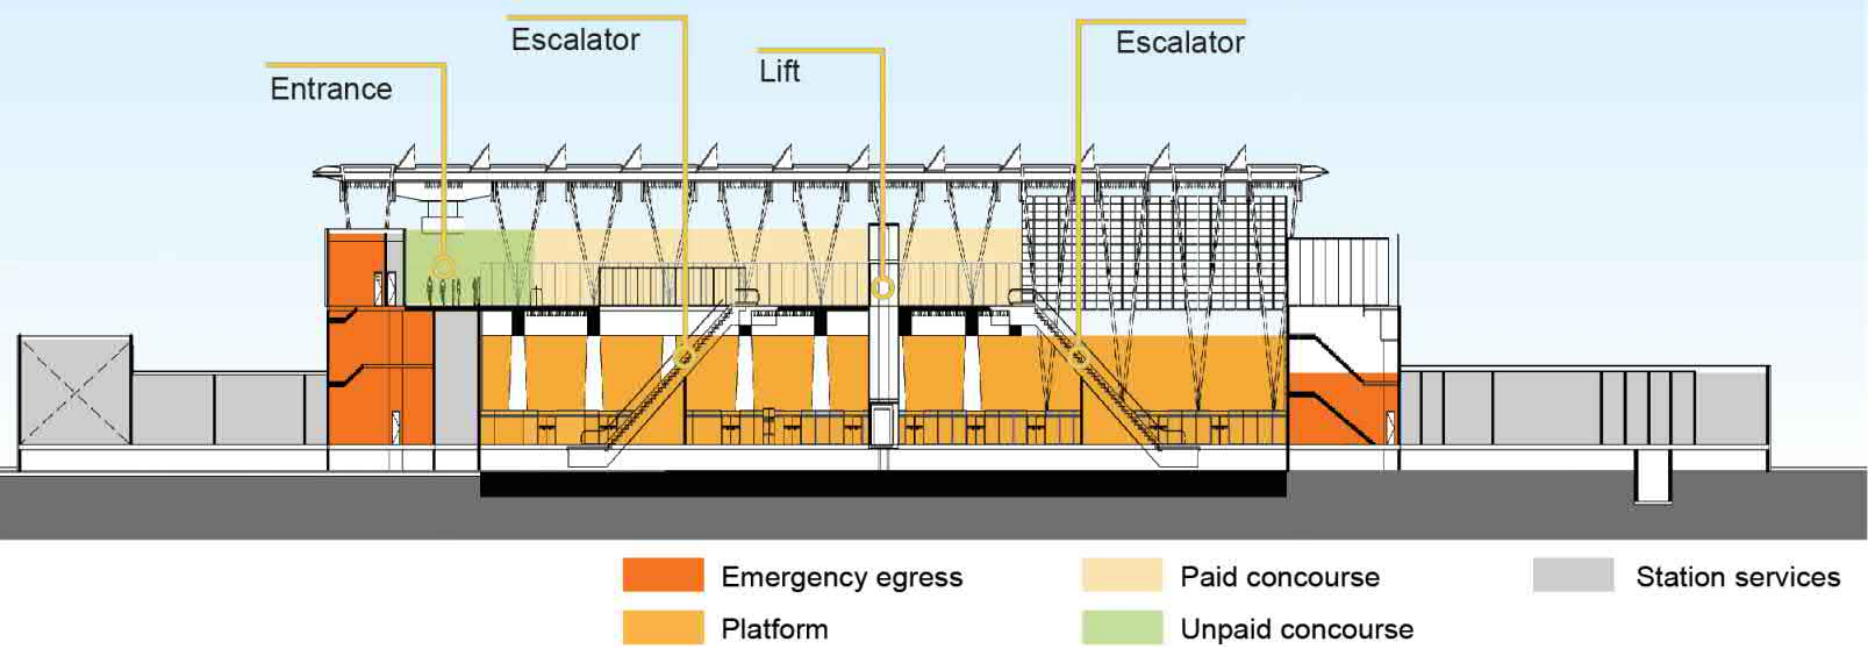 Escalator
Escalator
Lift
Entrance
Emergency egress
Paid concourse
Station services
Platform
Unpaid concourse